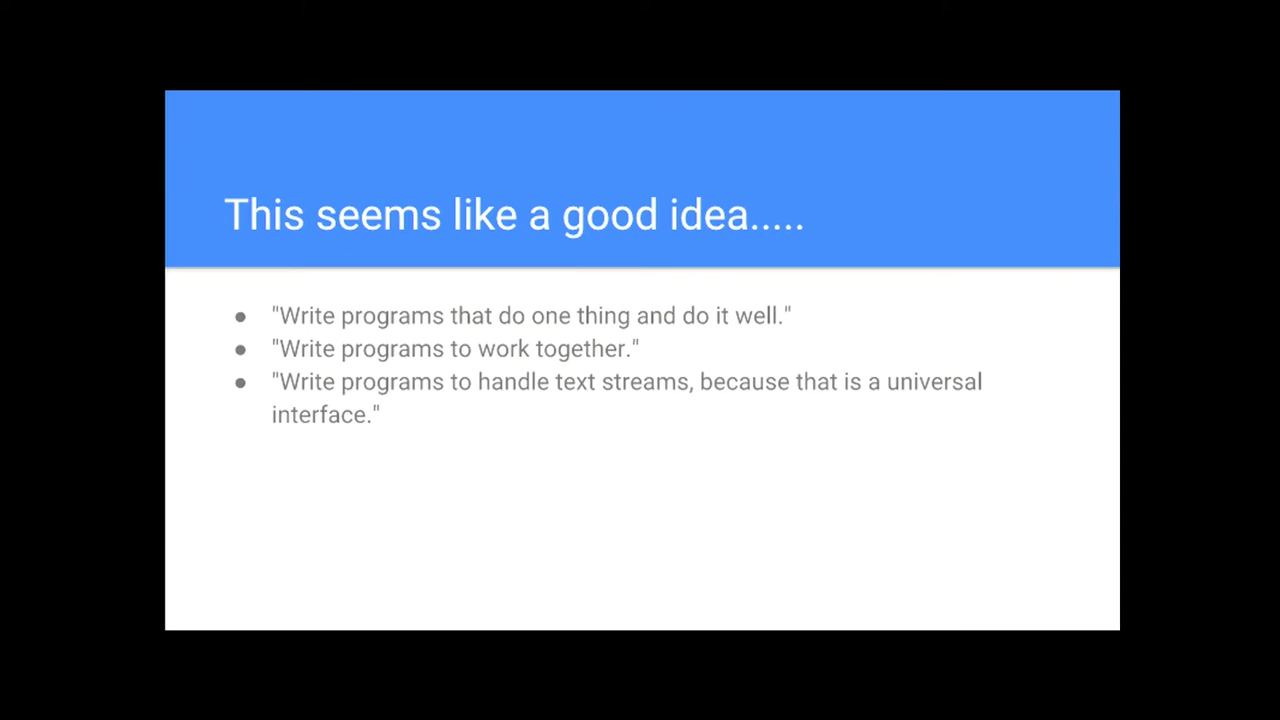 This seems like a good idea.....
● "Write programs that do one thing and do it well."
● "Write programs to work together."
● "Write programs to handle text streams, because that is a universal
interface."